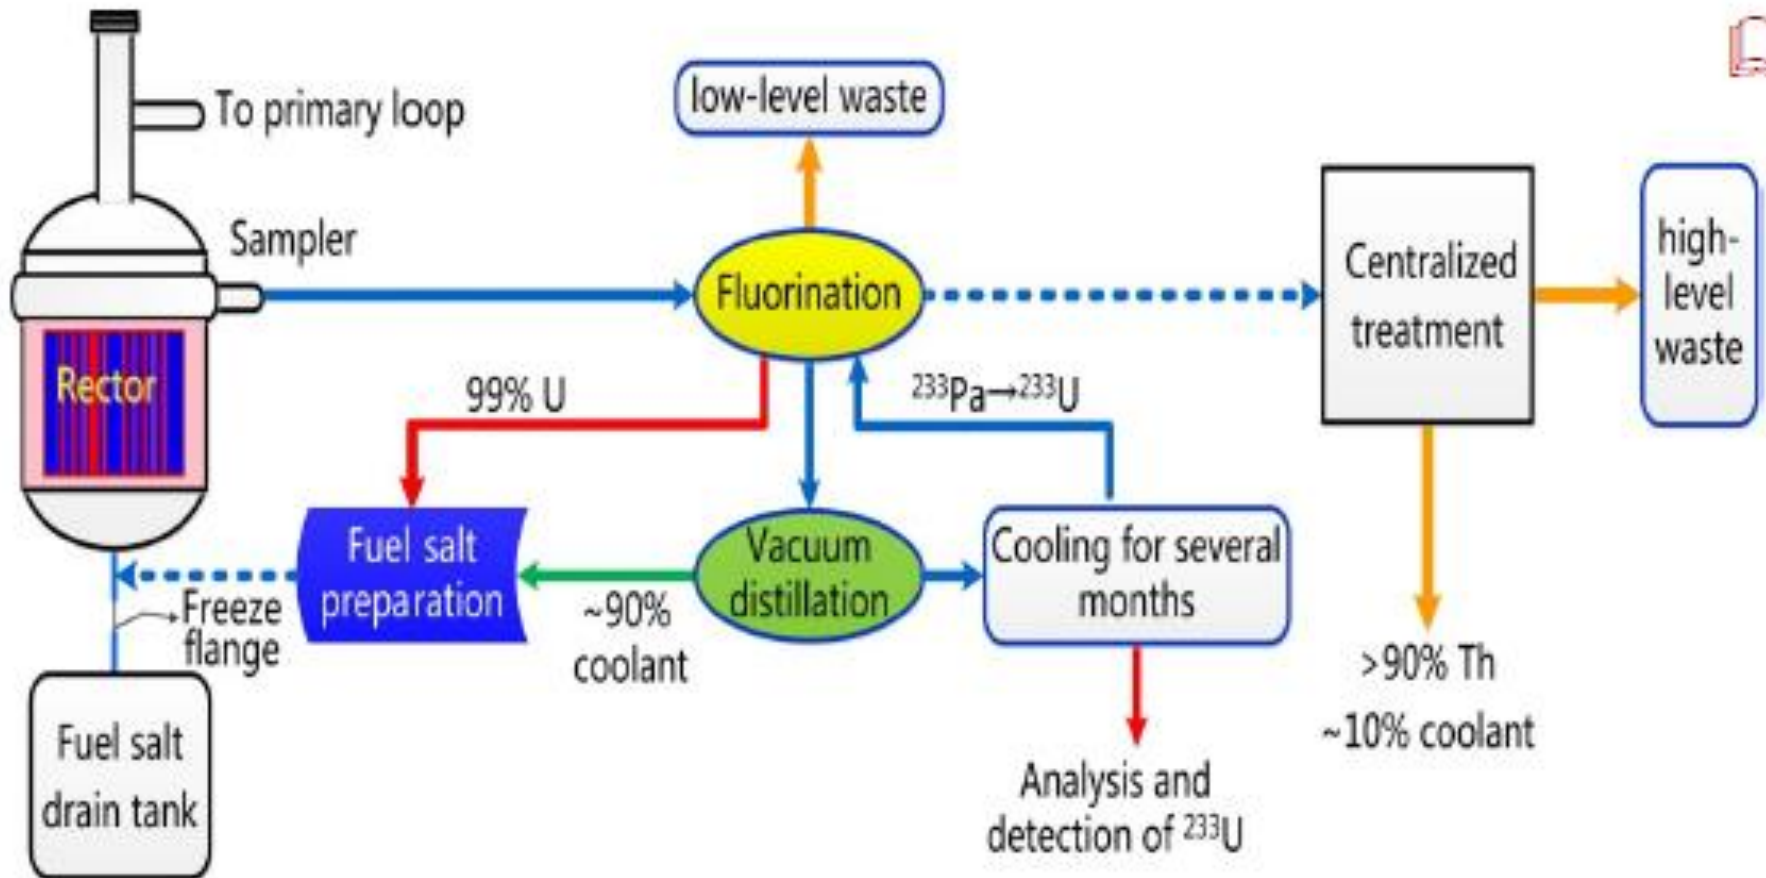 To primary loop
low-level waste
Sampler
Fluorination
Centralized
treatment
high-
level
waste
Rector
99% U
²³³Pa→²³³U
Fuel salt
preparation
Vacuum
distillation
Cooling for several
months
Freeze
flange
~90%
coolant
>90% Th
~10% coolant
Fuel salt
drain tank
Analysis and
detection of ²³³U